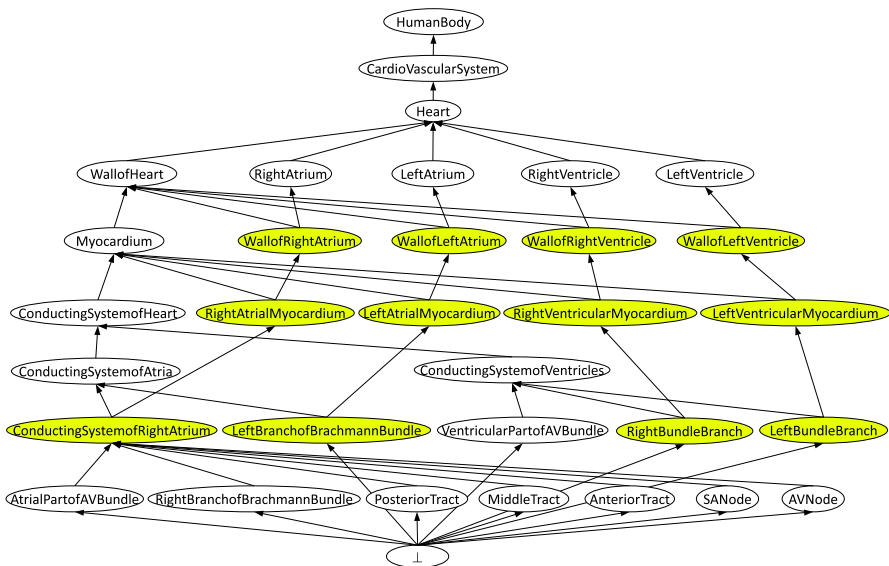 HumanBody
CardioVascularSystem
Heart
WallofHeart
RightAtrium
LeftAtrium
RightVentricle
LeftVentricle
Myocardium
WallofRightAtrium
WallofLeftAtrium
WallofRightVentricle
WallofLeftVentricle
ConductingSystemofHeart
RightAtrialMyocardium
LeftAtrialMyocardium
RightVentricularMyocardium
LeftVentricularMyocardium
ConductingSystemofAtria
ConductingSystemofVentricles
ConductingSystemofRightAtrium
LeftBranchofBrachmannBundle
VentricularPartofAVBundle
RightBundleBranch
LeftBundleBranch
AtrialPartofAVBundle
RightBranchofBrachmannBundle
PosteriorTract
MiddleTract
AnteriorTract
SANode
AVNode
⊥